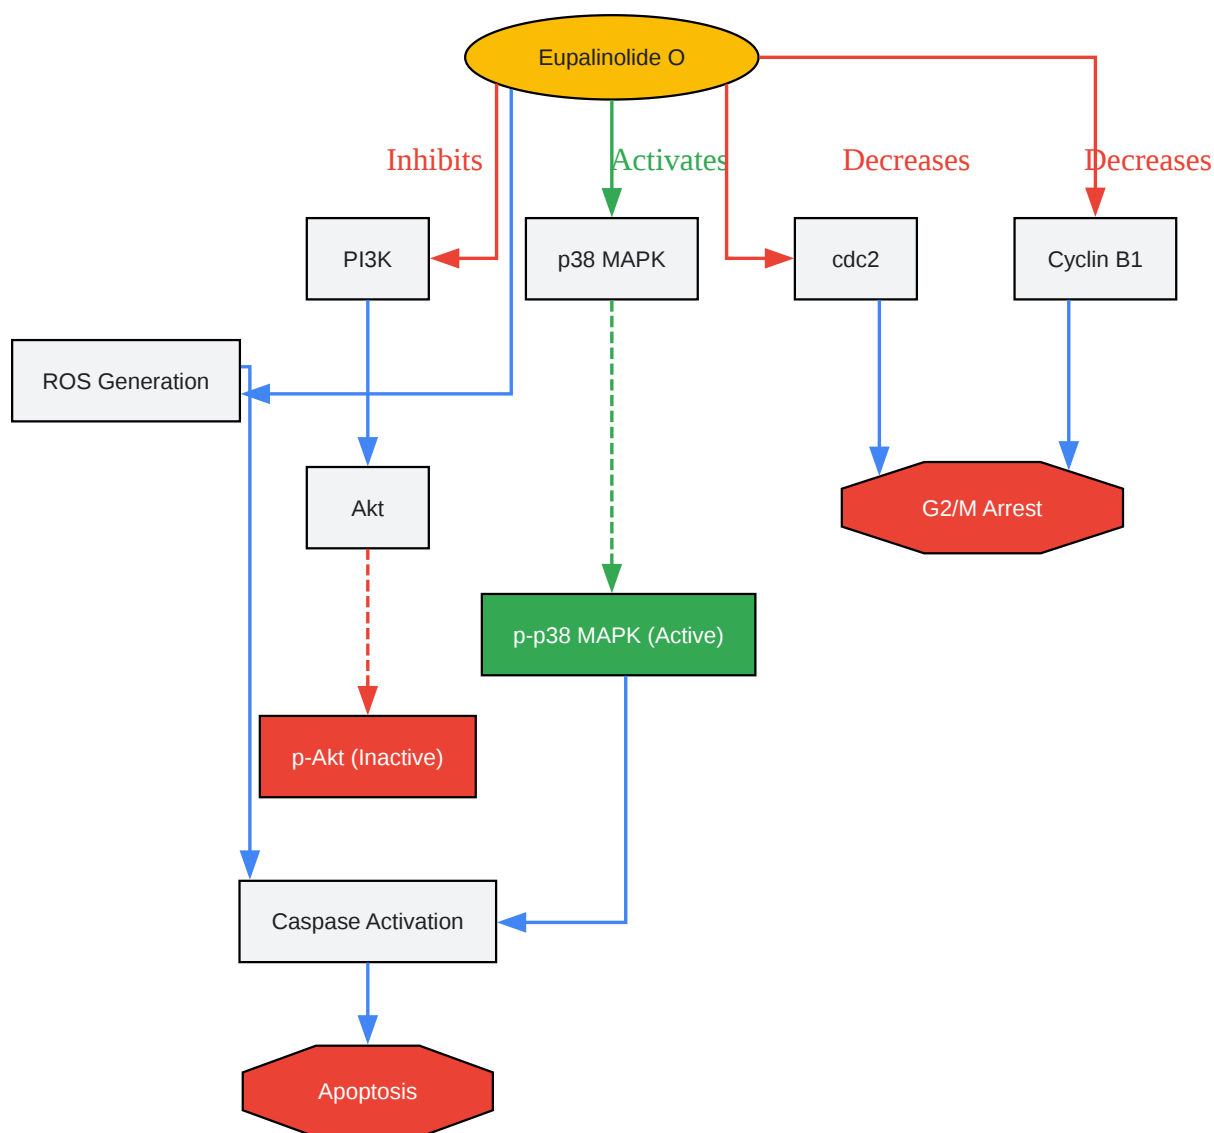 Eupalinolide O
Inhibits
Activates
Decreases
Decreases
PI3K
p38 MAPK
cdc2
Cyclin B1
ROS Generation
Akt
G2/M Arrest
p-p38 MAPK (Active)
p-Akt (Inactive)
Caspase Activation
Apoptosis